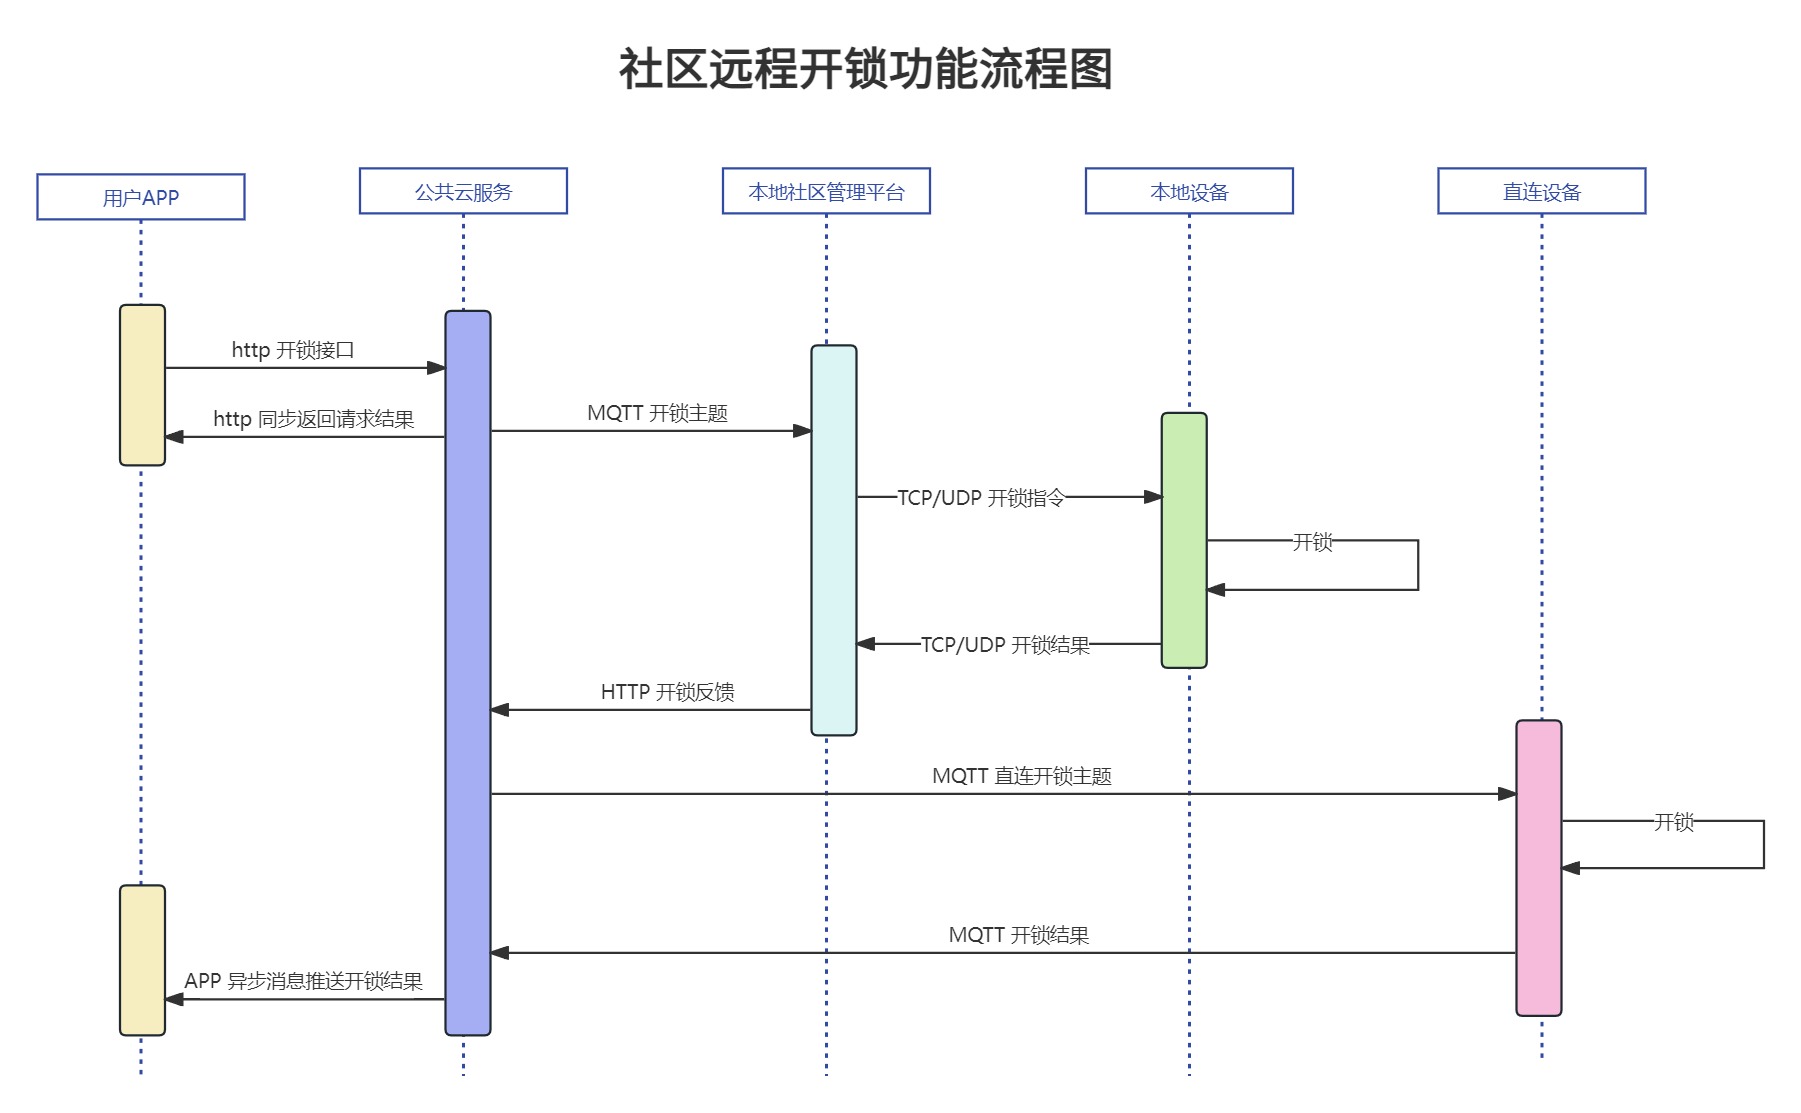 社区远程开锁功能流程图
用户APP
公共云服务
本地社区管理平台
本地设备
直连设备
http 开锁接口
http 同步返回请求结果
MQTT 开锁主题
TCP/UDP 开锁指令
开锁
TCP/UDP 开锁结果
HTTP 开锁反馈
MQTT 直连开锁主题
开锁
MQTT 开锁结果
APP 异步消息推送开锁结果